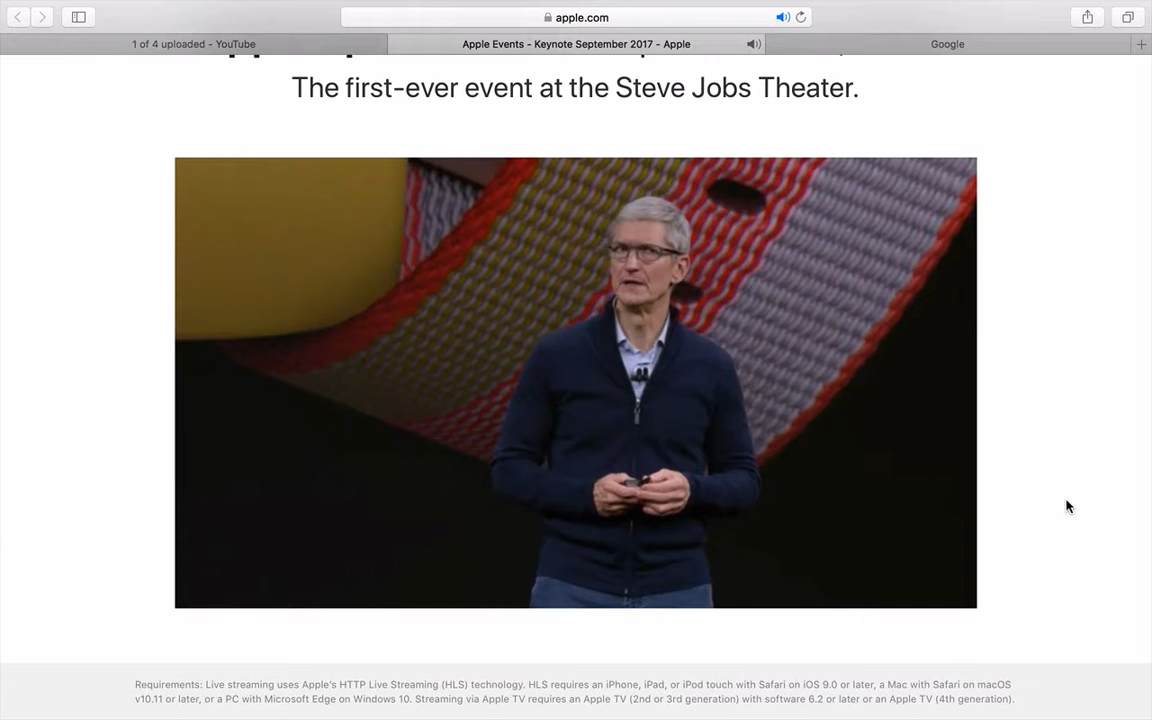 apple.com
1 of 4 uploaded - YouTube
Apple Events - Keynote September 2017 - Apple
Google
The first-ever event at the Steve Jobs Theater.
Requirements: Live streaming uses Apple's HTTP Live Streaming (HLS) technology. HLS requires an iPhone, iPad, or iPod touch with Safari on iOS 9.0 or later, a Mac with Safari on macOS
v10.11 or later, or a PC with Microsoft Edge on Windows 10. Streaming via Apple TV requires an Apple TV (2nd or 3rd generation) with software 6.2 or later or an Apple TV (4th generation).